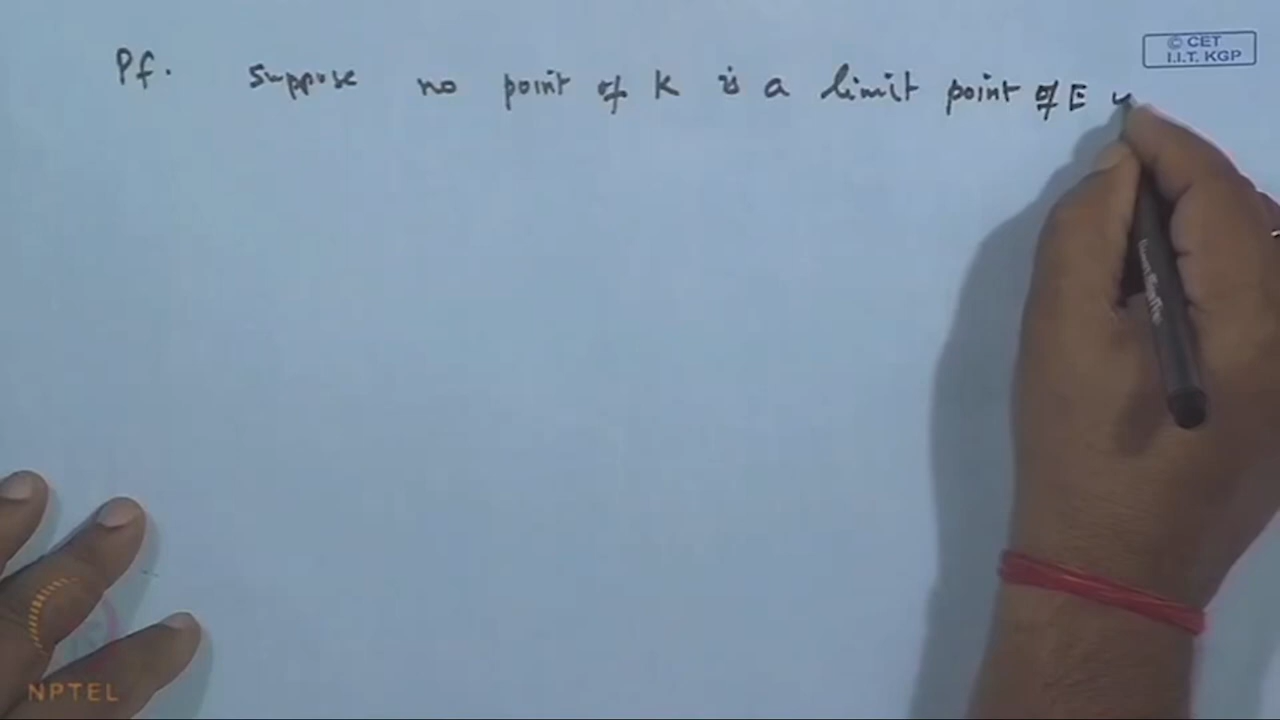 © CET
I.I.T. KGP
Pf. Suppose no point of K is a limit point of E
NPTEL